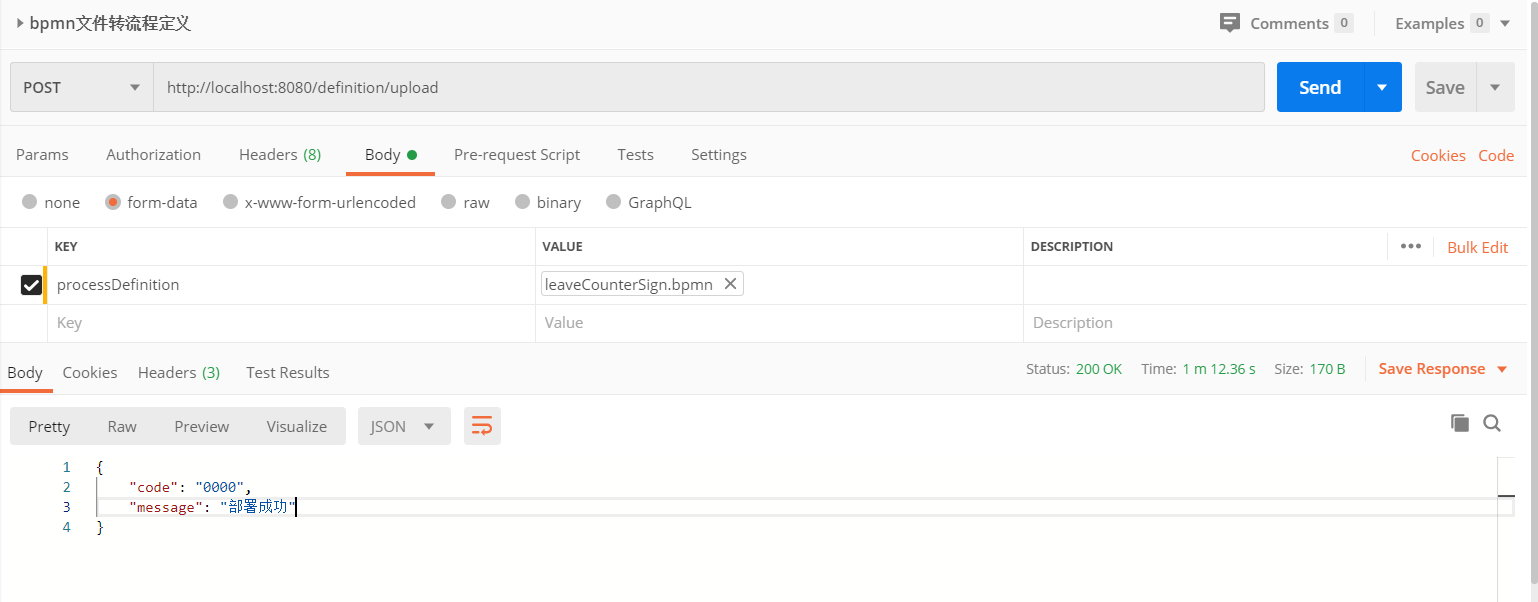 bpmn文件转流程定义 Comments 0 Examples 0
POST http://localhost:8080/definition/upload Send Save
Params Authorization Headers (8) Body Pre-request Script Tests Settings Cookies Code
none form-data x-www-form-urlencoded raw binary GraphQL
KEY VALUE DESCRIPTION ••• Bulk Edit
processDefinition leaveCounterSign.bpmn
Key Value Description
Body Cookies Headers (3) Test Results Status: 200 OK Time: 1 m 12.36 s Size: 170 B Save Response
Pretty Raw Preview Visualize JSON
1 {
2 "code": "0000",
3 "message": "部署成功"
4 }